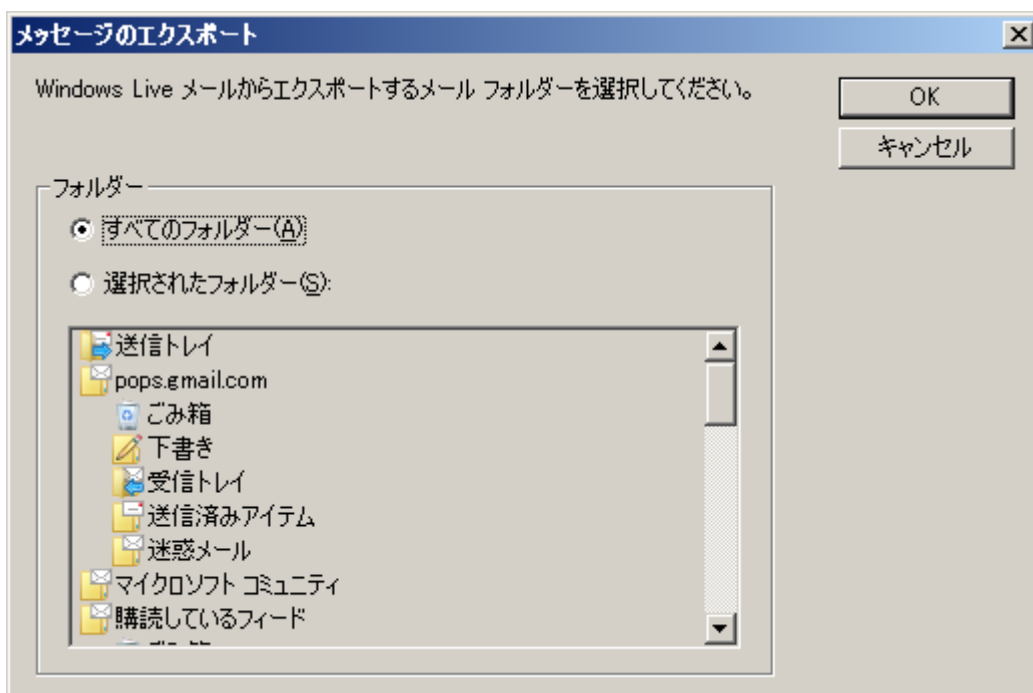 メッセージのエクスポート
Windows Live メールからエクスポートするメール フォルダーを選択してください。
OK
キャンセル
フォルダー
すべてのフォルダー(A)
選択されたフォルダー(S):
送信トレイ
pops.gmail.com
ごみ箱
下書き
受信トレイ
送信済みアイテム
迷惑メール
マイクロソフト コミュニティ
購読しているフィード